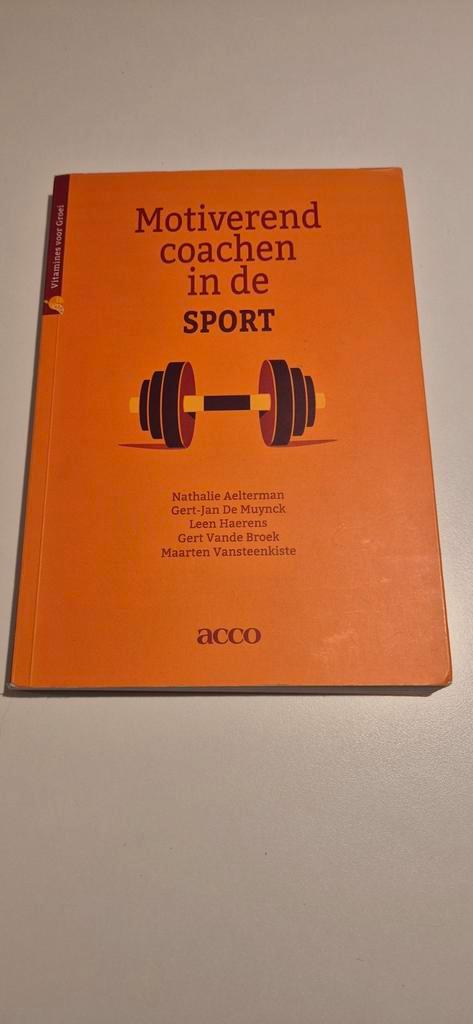 Vitamines voor Groei
Motiverend
coachen
in de
SPORT
Nathalie Aelterman
Gert-Jan De Muynck
Leen Haerens
Gert Vande Broek
Maarten Vansteenkiste
acco